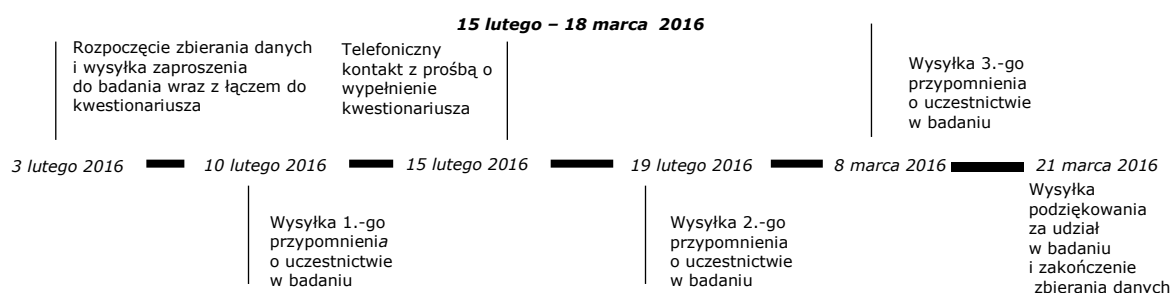 15 lutego – 18 marca 2016
Rozpoczęcie zbierania danych
i wysyłka zaproszenia
do badania wraz z łączem do
kwestionariusza
Telefoniczny
kontakt z prośbą o
wypełnienie
kwestionariusza
Wysyłka 3.-go
przypomnienia
o uczestnictwie
w badaniu
3 lutego 2016
10 lutego 2016
15 lutego 2016
19 lutego 2016
8 marca 2016
21 marca 2016
Wysyłka 1.-go
przypomnienia
o uczestnictwie
w badaniu
Wysyłka 2.-go
przypomnienia
o uczestnictwie
w badaniu
Wysyłka
podziękowania
za udział
w badaniu
i zakończenie
zbierania danych